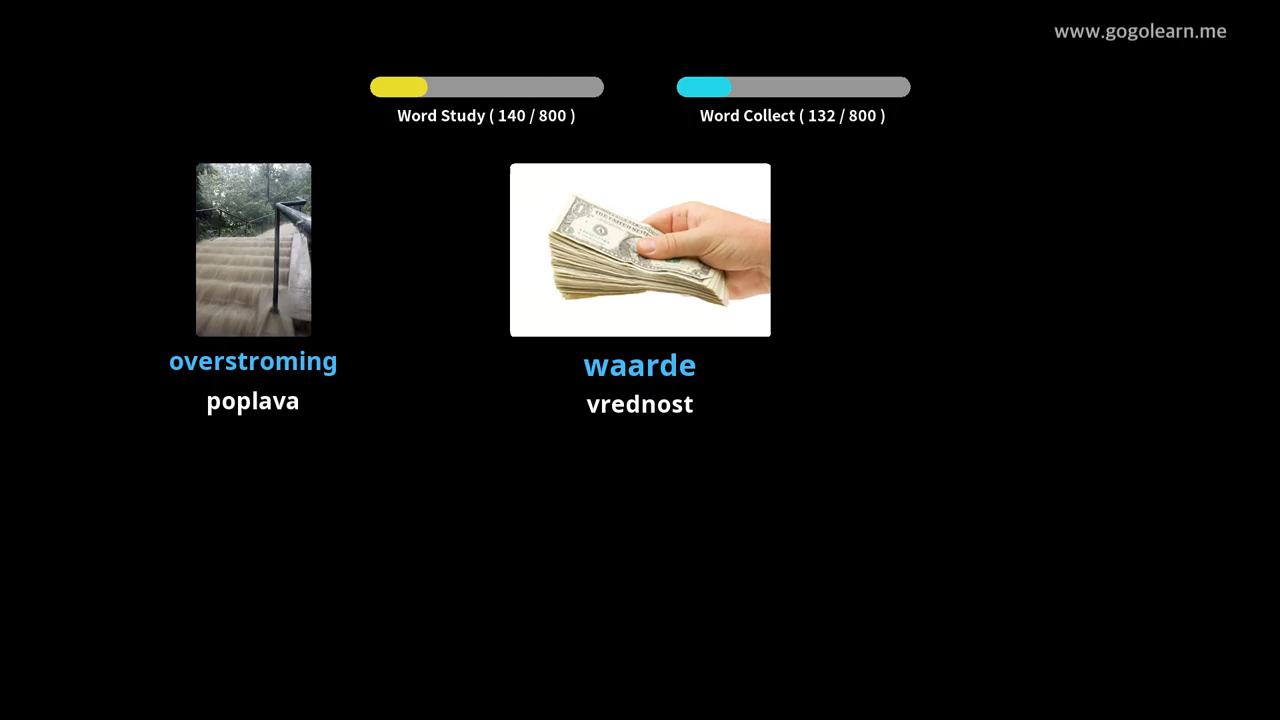 www.gogolearn.me
Word Study ( 140 / 800 )
Word Collect ( 132 / 800 )
overstroming
poplava
waarde
vrednost